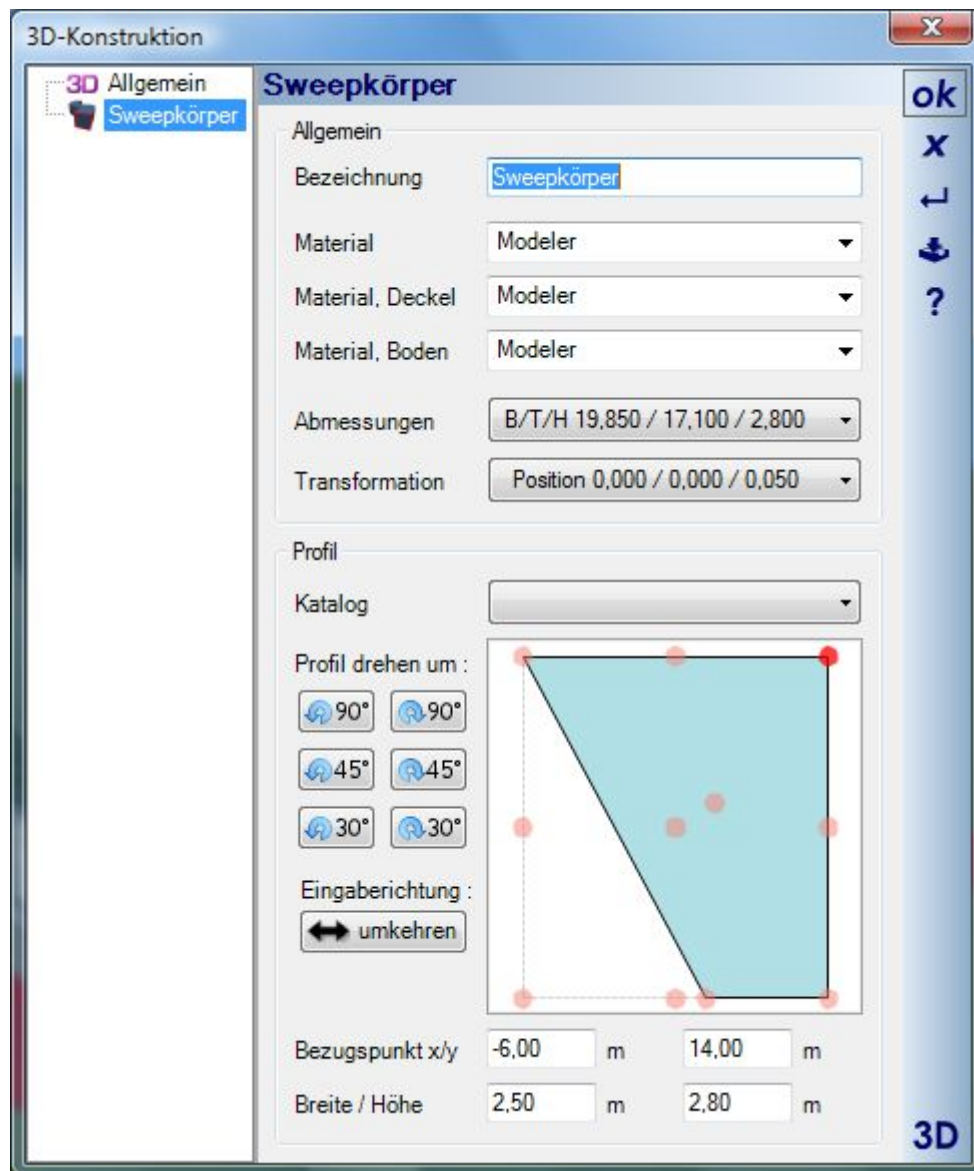 3D-Konstruktion
x
3D Allgemein
Sweepkörper
Sweepkörper
ok
x
?
Allgemein
Bezeichnung Sweepkörper
Material Modeler
Material, Deckel Modeler
Material, Boden Modeler
Abmessungen B/T/H 19,850 / 17,100 / 2,800
Transformation Position 0,000 / 0,000 / 0,050
Profil
Katalog
Profil drehen um :
90° 90°
45° 45°
30° 30°
Eingaberichtung :
umkehren
Bezugspunkt x/y -6,00 m 14,00 m
Breite / Höhe 2,50 m 2,80 m
3D